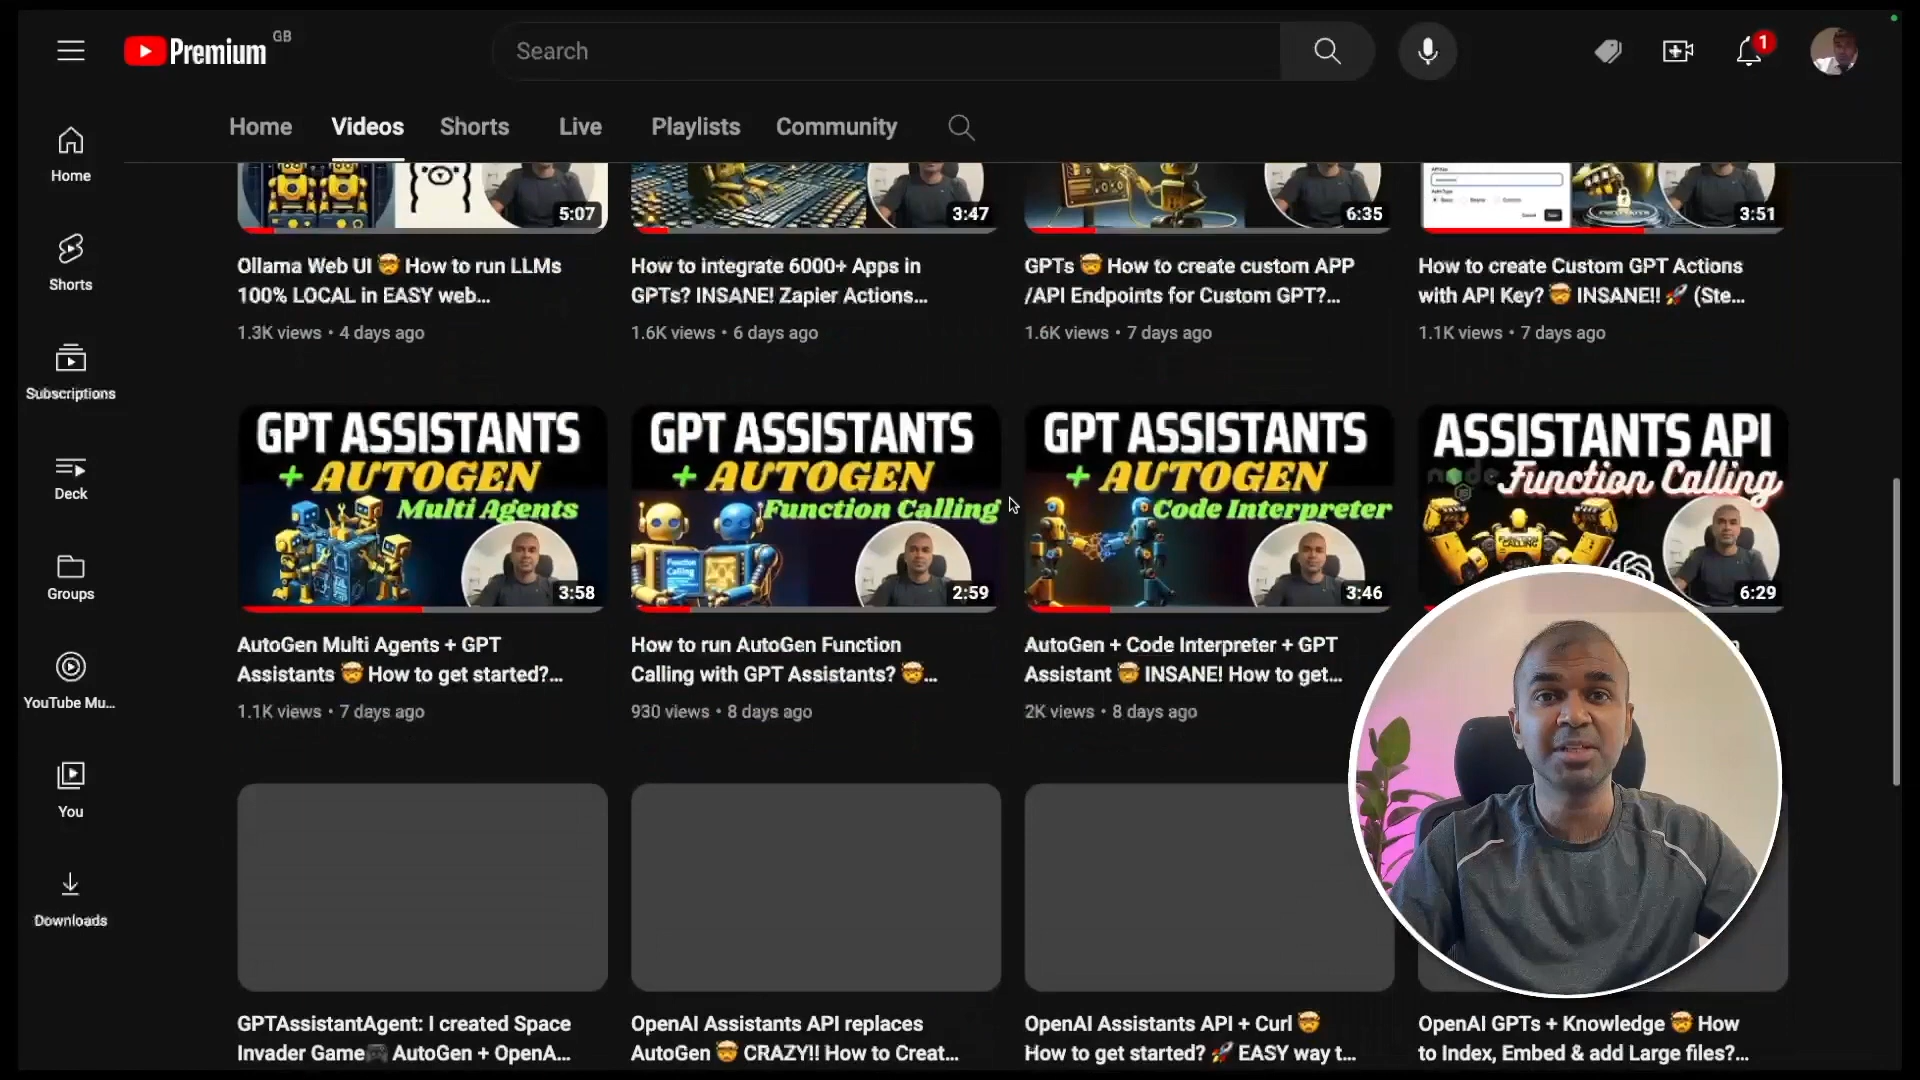 Premium GB
Search
1
Home
Videos
Shorts
Live
Playlists
Community
Home
Shorts
Subscriptions
Deck
Groups
YouTube Mu...
You
Downloads
5:07
3:47
6:35
3:51
Ollama Web UI 🤯 How to run LLMs
100% LOCAL in EASY web...
1.3K views • 4 days ago
How to integrate 6000+ Apps in
GPTs? INSANE! Zapier Actions...
1.6K views • 6 days ago
GPTs 🤯 How to create custom APP
/API Endpoints for Custom GPT?...
1.6K views • 7 days ago
How to create Custom GPT Actions
with API Key? 🤯 INSANE!! 🚀 (Ste...
1.1K views • 7 days ago
GPT ASSISTANTS
+ AUTOGEN
Multi Agents
3:58
GPT ASSISTANTS
+ AUTOGEN
Function Calling
Function
Calling
2:59
GPT ASSISTANTS
+ AUTOGEN
Code Interpreter
3:46
ASSISTANTS API
node
Function Calling
6:29
AutoGen Multi Agents + GPT
Assistants 🤯 How to get started?...
1.1K views • 7 days ago
How to run AutoGen Function
Calling with GPT Assistants? 🤯...
930 views • 8 days ago
AutoGen + Code Interpreter + GPT
Assistant 🤯 INSANE! How to get...
2K views • 8 days ago
GPTAssistantAgent: I created Space
Invader Game🎮 AutoGen + OpenA...
OpenAI Assistants API replaces
AutoGen 🤯 CRAZY!! How to Creat...
OpenAI Assistants API + Curl 🤯
How to get started? 🚀 EASY way t...
OpenAI GPTs + Knowledge 🤯 How
to Index, Embed & add Large files?...